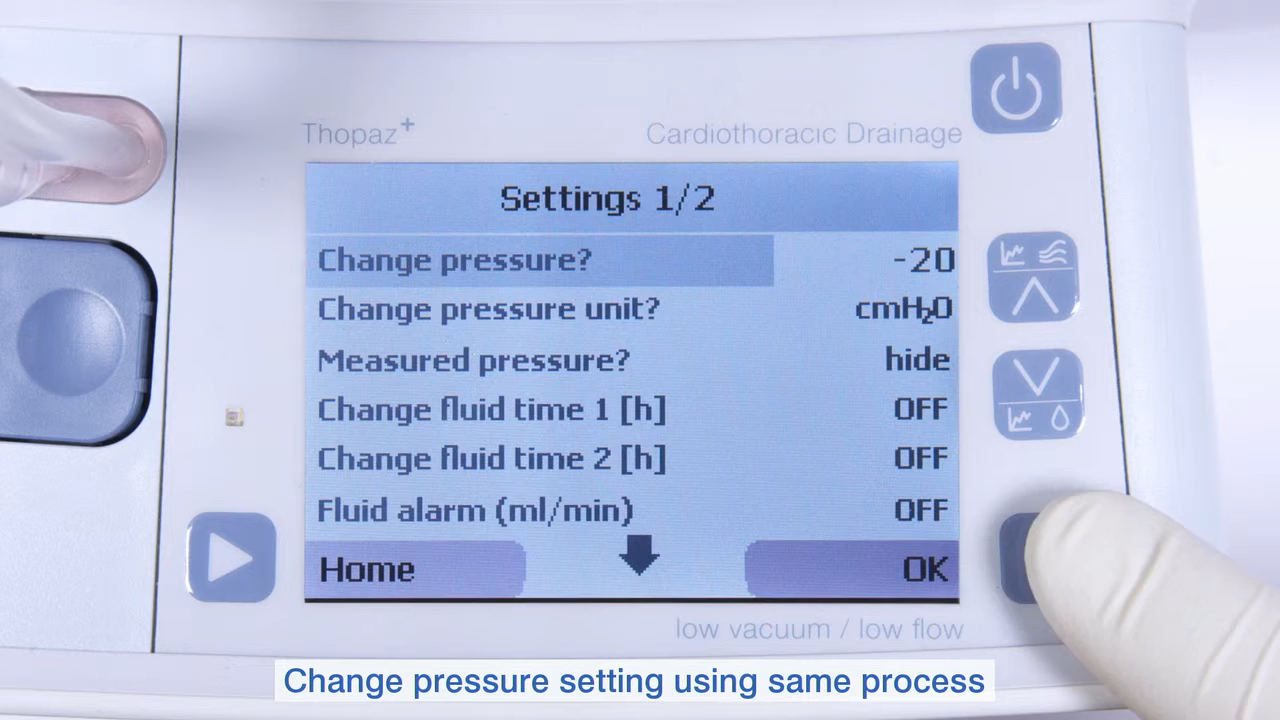 Thopaz+
Cardiothoracic Drainage
Settings 1/2
Change pressure? -20
Change pressure unit? cmH₂O
Measured pressure? hide
Change fluid time 1 [h] OFF
Change fluid time 2 [h] OFF
Fluid alarm (ml/min) OFF
Home OK
low vacuum / low flow
Change pressure setting using same process